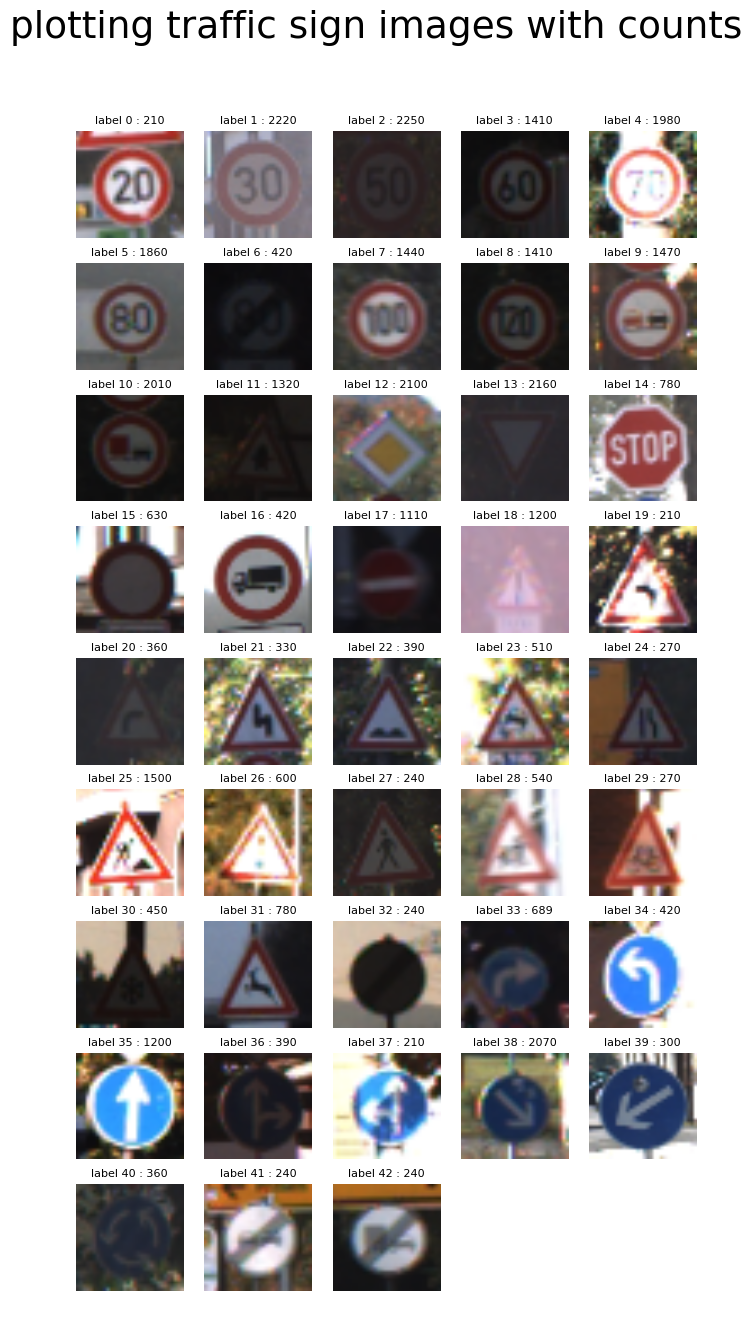 plotting traffic sign images with counts
label 0 : 210 label 1 : 2220 label 2 : 2250 label 3 : 1410 label 4 : 1980
20 30 50 60 70
label 5 : 1860 label 6 : 420 label 7 : 1440 label 8 : 1410 label 9 : 1470
80 80 100 120
label 10 : 2010 label 11 : 1320 label 12 : 2100 label 13 : 2160 label 14 : 780
STOP
label 15 : 630 label 16 : 420 label 17 : 1110 label 18 : 1200 label 19 : 210
label 20 : 360 label 21 : 330 label 22 : 390 label 23 : 510 label 24 : 270
label 25 : 1500 label 26 : 600 label 27 : 240 label 28 : 540 label 29 : 270
label 30 : 450 label 31 : 780 label 32 : 240 label 33 : 689 label 34 : 420
label 35 : 1200 label 36 : 390 label 37 : 210 label 38 : 2070 label 39 : 300
label 40 : 360 label 41 : 240 label 42 : 240